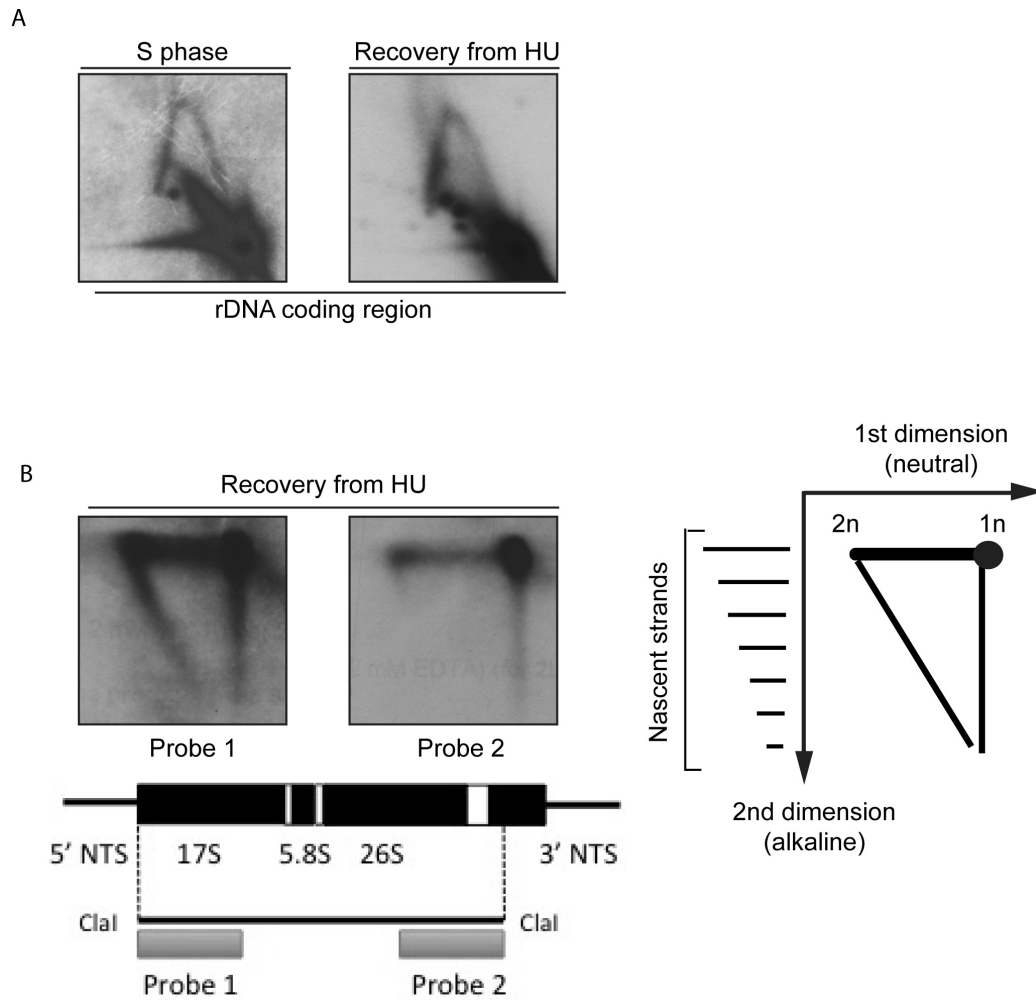 A
S phase
Recovery from HU
rDNA coding region
B
Recovery from HU
Probe 1
Probe 2
1st dimension
(neutral)
2n
1n
Nascent strands
2nd dimension
(alkaline)
5′ NTS
17S
5.8S
26S
3′ NTS
ClaI
ClaI
Probe 1
Probe 2